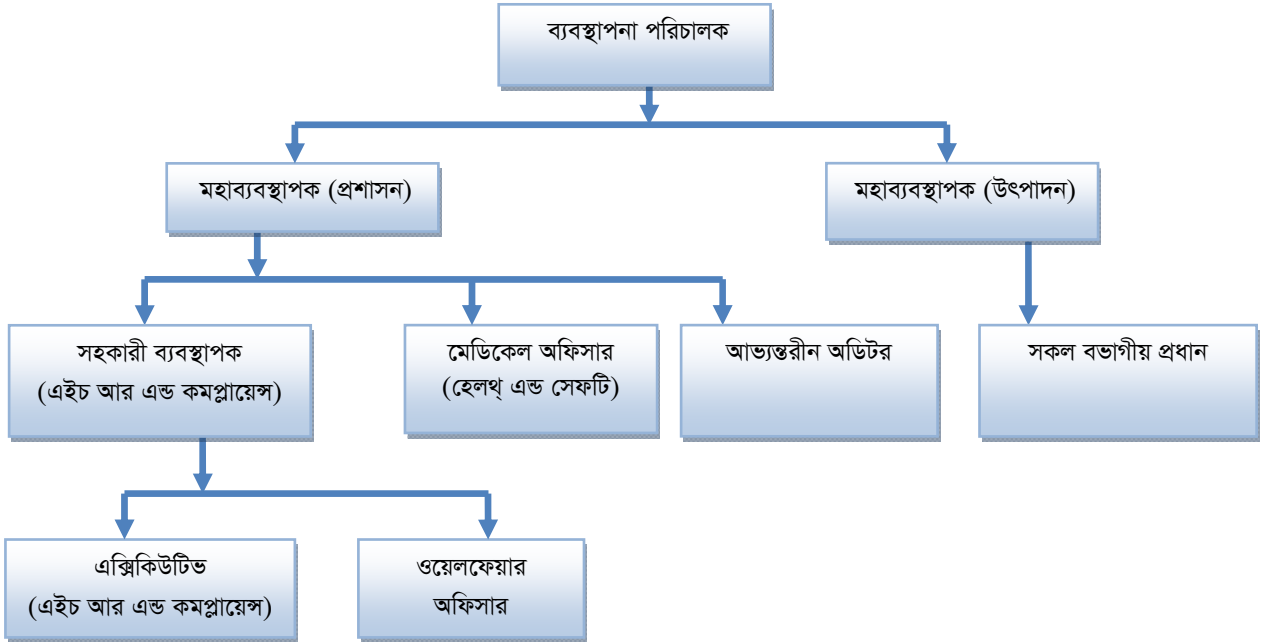 ব্যবস্থাপনা পরিচালক
মহাব্যবস্থাপক (প্রশাসন)
মহাব্যবস্থাপক (উৎপাদন)
সহকারী ব্যবস্থাপক
(এইচ আর এন্ড কমপ্লায়েন্স)
মেডিকেল অফিসার
(হেলথ্ এন্ড সেফটি)
আভ্যন্তরীন অডিটর
সকল বভাগীয় প্রধান
এক্সিকিউটিভ
(এইচ আর এন্ড কমপ্লায়েন্স)
ওয়েলফেয়ার
অফিসার